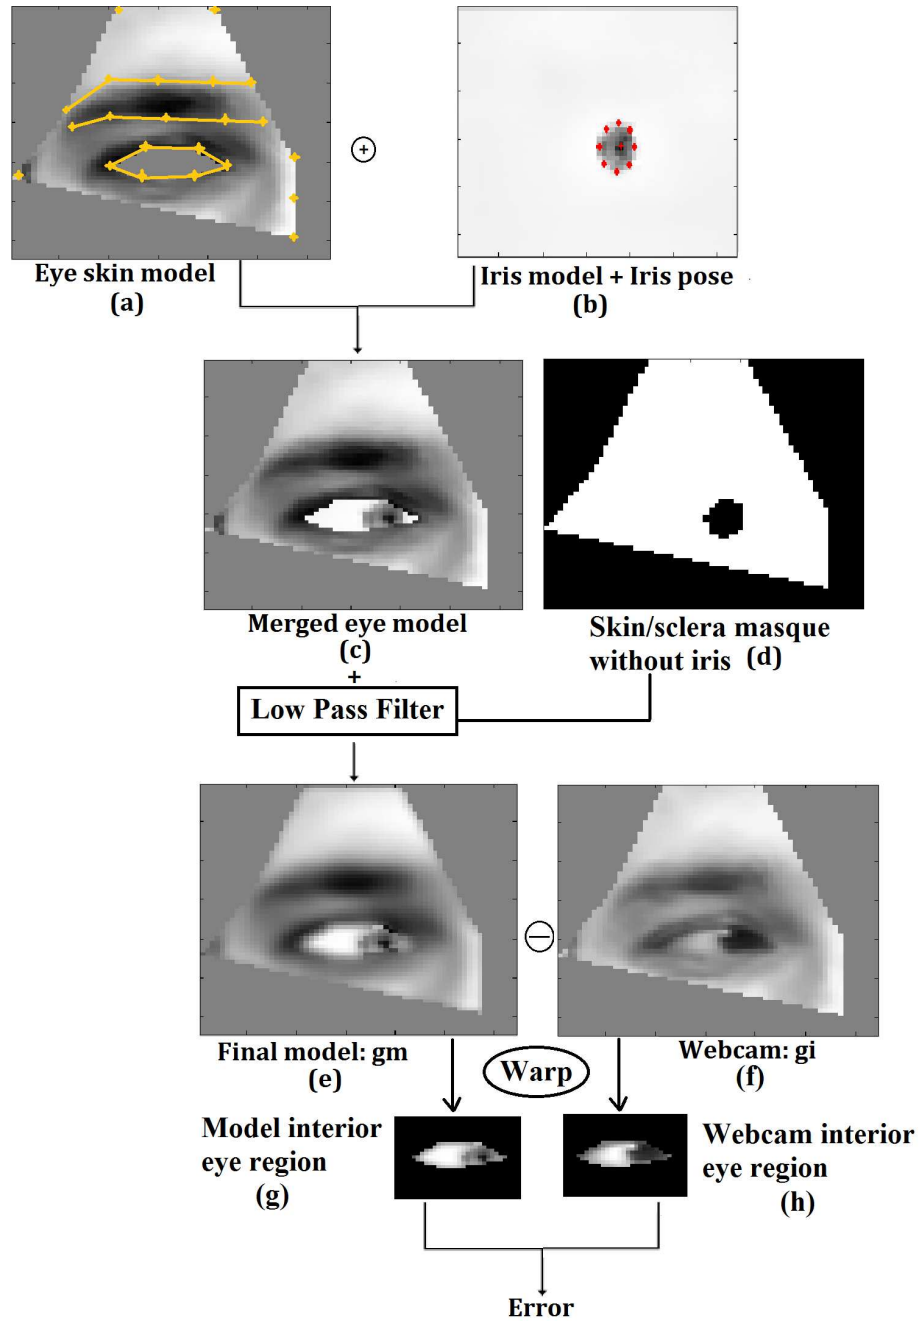 Eye skin model
(a)
Iris model + Iris pose
(b)
Merged eye model
(c)
+
Skin/sclera masque
without iris (d)
Low Pass Filter
Final model: gm
(e)
Webcam: gi
(f)
Warp
Model interior
eye region
(g)
Webcam interior
eye region
(h)
Error